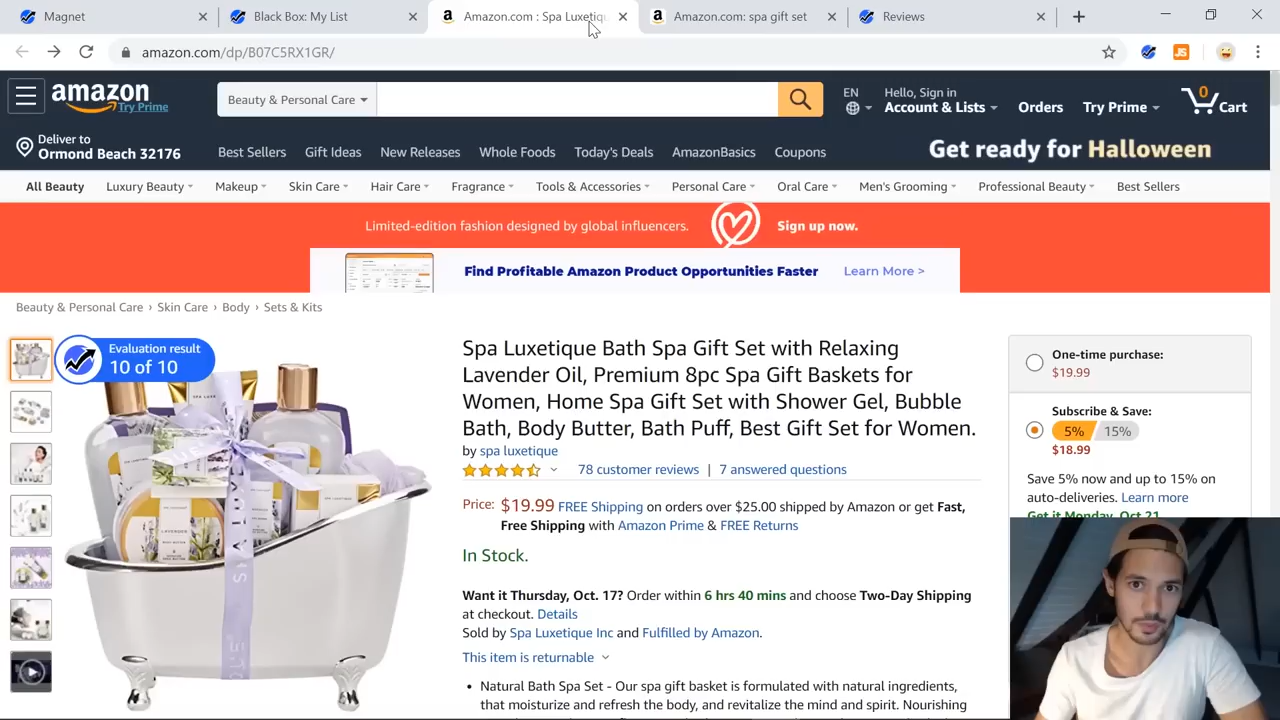 Magnet
Black Box: My List
Amazon.com : Spa Luxetiqu
Amazon.com: spa gift set
Reviews
amazon.com/dp/B07C5RX1GR/
JS
amazon
Try Prime
Beauty & Personal Care
EN
Hello, Sign in
Account & Lists
Orders
Try Prime
0
Cart
Deliver to
Ormond Beach 32176
Best Sellers
Gift Ideas
New Releases
Whole Foods
Today's Deals
AmazonBasics
Coupons
Get ready for Halloween
All Beauty
Luxury Beauty
Makeup
Skin Care
Hair Care
Fragrance
Tools & Accessories
Personal Care
Oral Care
Men's Grooming
Professional Beauty
Best Sellers
Limited-edition fashion designed by global influencers.
Sign up now.
Find Profitable Amazon Product Opportunities Faster
Learn More >
Beauty & Personal Care › Skin Care › Body › Sets & Kits
Evaluation result
10 of 10
Spa Luxetique Bath Spa Gift Set with Relaxing
Lavender Oil, Premium 8pc Spa Gift Baskets for
Women, Home Spa Gift Set with Shower Gel, Bubble
Bath, Body Butter, Bath Puff, Best Gift Set for Women.
by spa luxetique
78 customer reviews | 7 answered questions
Price: $19.99 FREE Shipping on orders over $25.00 shipped by Amazon or get Fast,
Free Shipping with Amazon Prime & FREE Returns
In Stock.
Want it Thursday, Oct. 17? Order within 6 hrs 40 mins and choose Two-Day Shipping
at checkout. Details
Sold by Spa Luxetique Inc and Fulfilled by Amazon.
This item is returnable
• Natural Bath Spa Set - Our spa gift basket is formulated with natural ingredients,
that moisturize and refresh the body, and revitalize the mind and spirit. Nourishing
One-time purchase:
$19.99
Subscribe & Save:
5% 15%
$18.99
Save 5% now and up to 15% on
auto-deliveries. Learn more
Get it Monday, Oct 21